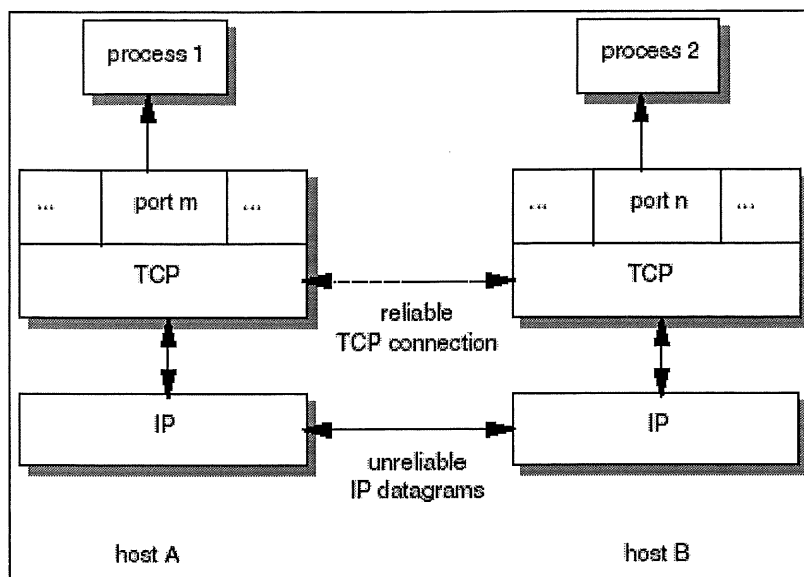 process 1
process 2
... port m ...
... port n ...
TCP
TCP
reliable
TCP connection
IP
IP
unreliable
IP datagrams
host A
host B